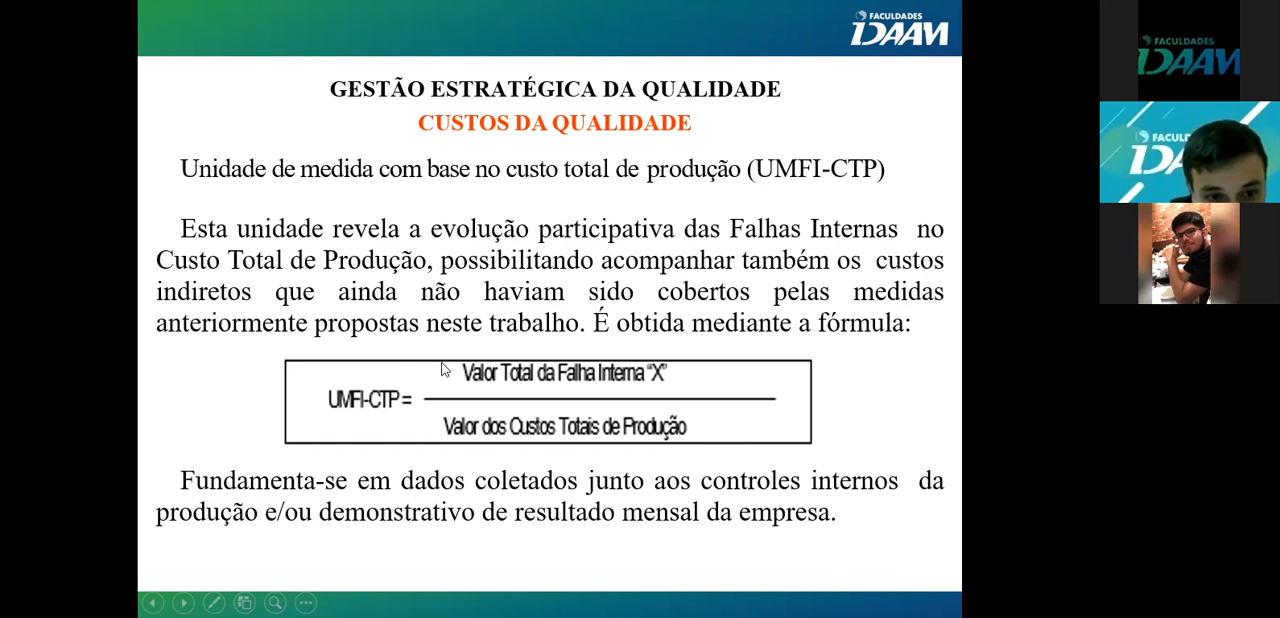 FACULDADES
IDAAM
GESTÃO ESTRATÉGICA DA QUALIDADE
CUSTOS DA QUALIDADE
Unidade de medida com base no custo total de produção (UMFI-CTP)
Esta unidade revela a evolução participativa das Falhas Internas no
Custo Total de Produção, possibilitando acompanhar também os custos
indiretos que ainda não haviam sido cobertos pelas medidas
anteriormente propostas neste trabalho. É obtida mediante a fórmula:
Valor Total da Falha Interna “X”
UMFI-CTP =
Valor dos Custos Totais de Produção
Fundamenta-se em dados coletados junto aos controles internos da
produção e/ou demonstrativo de resultado mensal da empresa.
FACULDADES
IDAAM